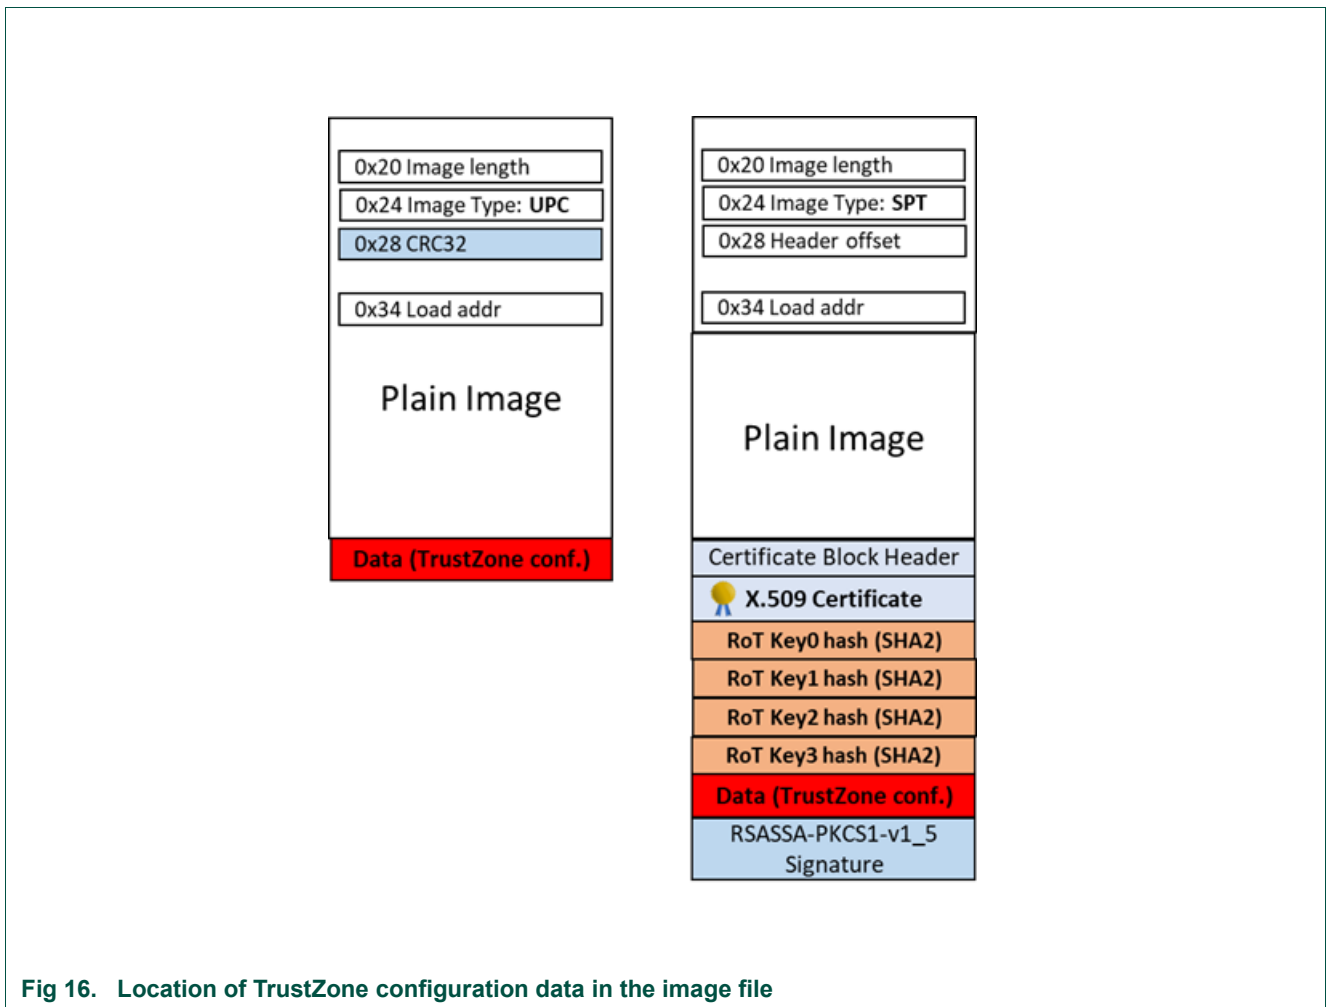 0x20 Image length
0x24 Image Type: UPC
0x28 CRC32
0x34 Load addr
Plain Image
Data (TrustZone conf.)
0x20 Image length
0x24 Image Type: SPT
0x28 Header offset
0x34 Load addr
Plain Image
Certificate Block Header
X.509 Certificate
RoT Key0 hash (SHA2)
RoT Key1 hash (SHA2)
RoT Key2 hash (SHA2)
RoT Key3 hash (SHA2)
Data (TrustZone conf.)
RSASSA-PKCS1-v1_5
Signature
Fig 16. Location of TrustZone configuration data in the image file